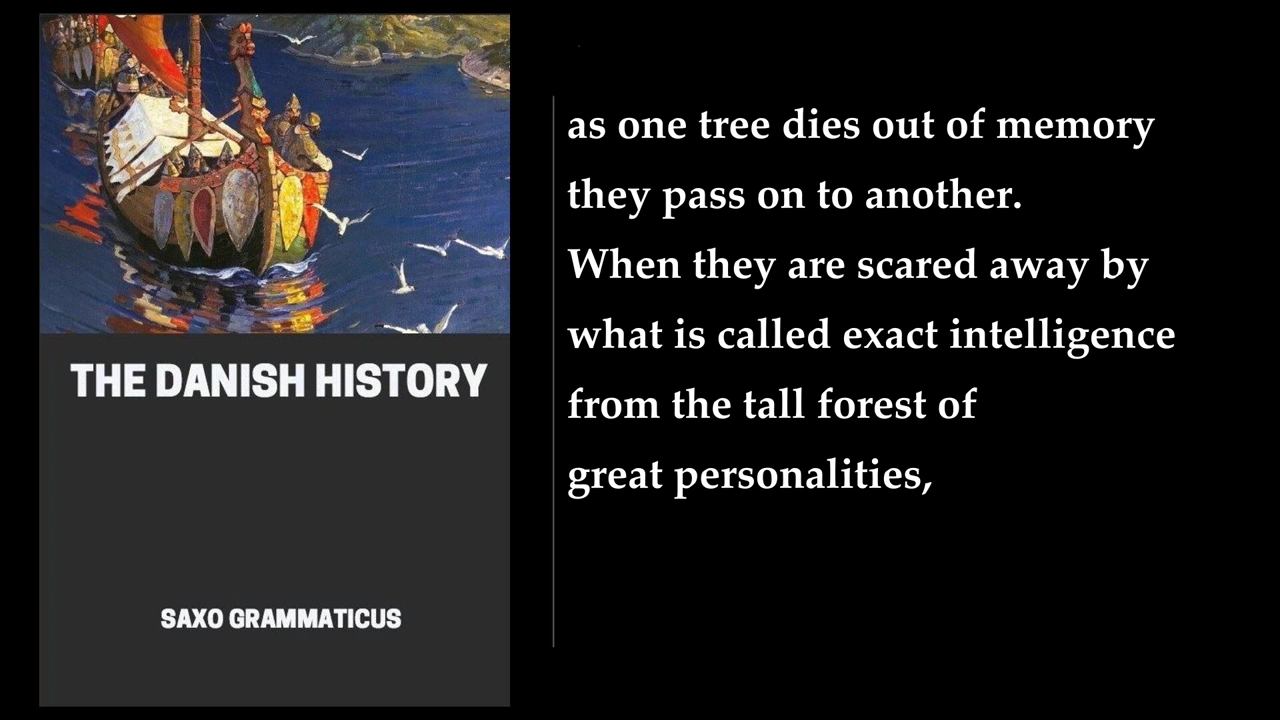 THE DANISH HISTORY
SAXO GRAMMATICUS
as one tree dies out of memory
they pass on to another.
When they are scared away by
what is called exact intelligence
from the tall forest of
great personalities,